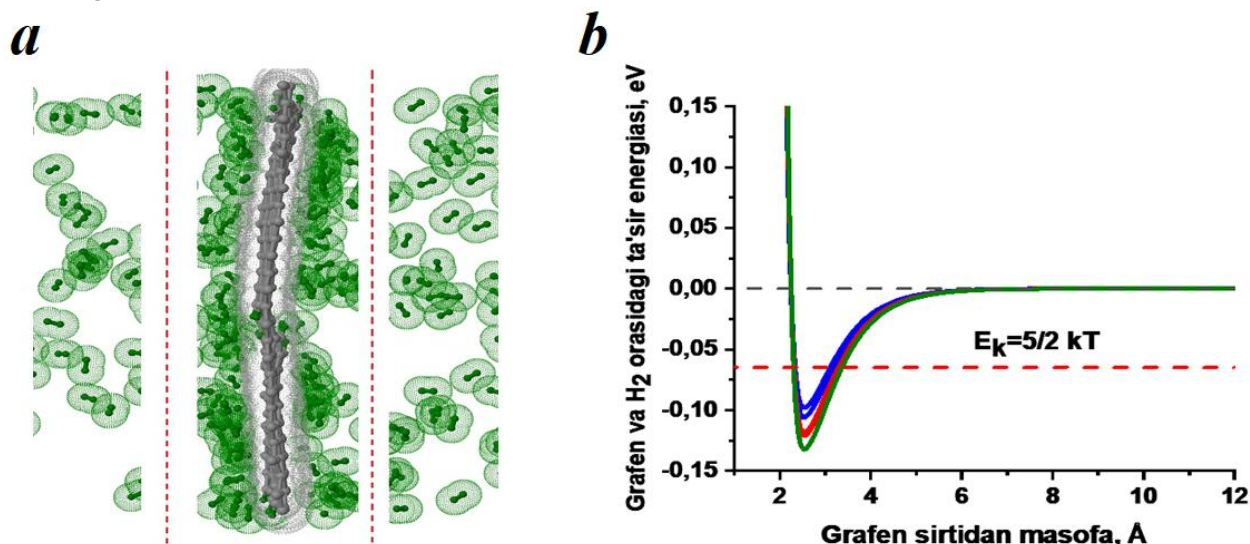 a
b
Grafen va H2 orasidagi ta'sir energiasi, eV
0,15
0,10
0,05
0,00
-0,05
-0,10
-0,15
Ek=5/2 kT
2
4
6
8
10
12
Grafen sirtidan masofa, Å